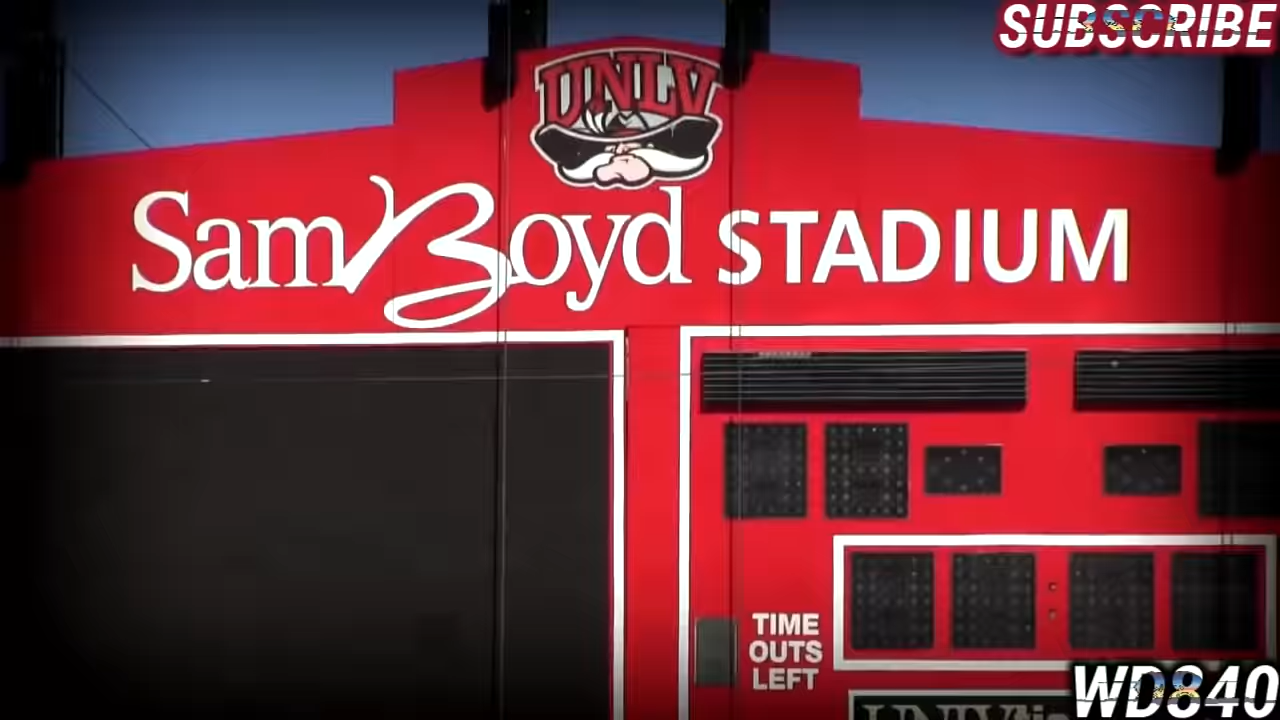 SUBSCRIBE
UNLV
Sam Boyd STADIUM
TIME
OUTS
LEFT
WD840